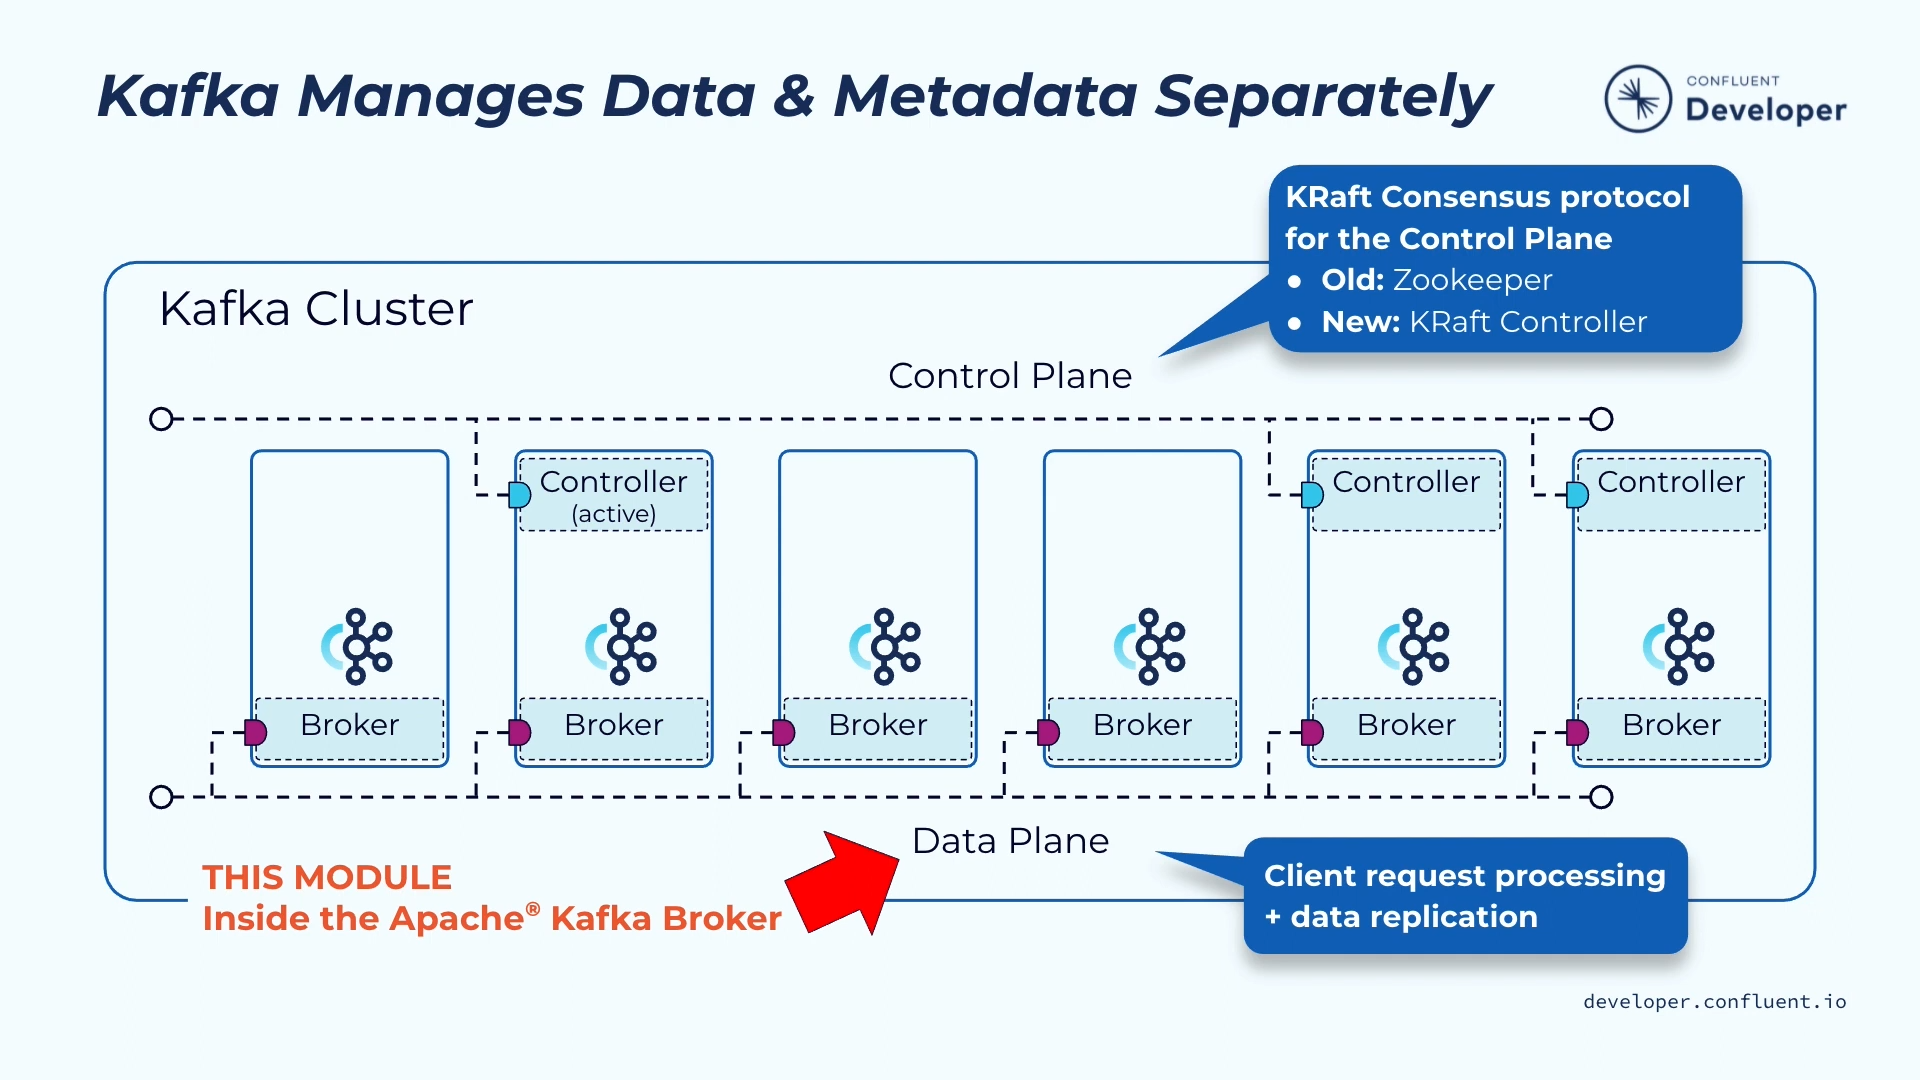 Kafka Manages Data & Metadata Separately
CONFLUENT
Developer
KRaft Consensus protocol
for the Control Plane
● Old: Zookeeper
● New: KRaft Controller
Kafka Cluster
Control Plane
Controller
(active)
Controller
Controller
Broker
Broker
Broker
Broker
Broker
Broker
Data Plane
Client request processing
+ data replication
THIS MODULE
Inside the Apache® Kafka Broker
developer.confluent.io